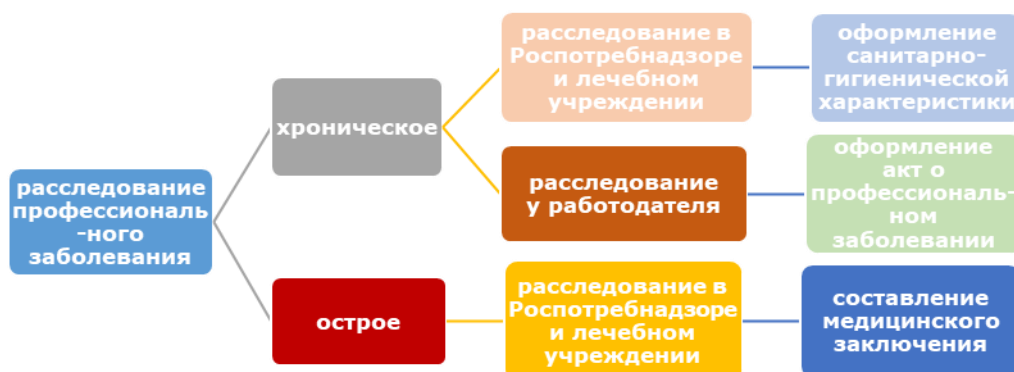 расследование
профессиональ
-ного
заболевания
хроническое
острое
расследование в
Роспотребнадзоре
и лечебном
учреждении
расследование
у работодателя
расследование в
Роспотребнадзоре
и лечебном
учреждении
оформление
санитарно-
гигиенической
характеристики
оформление
акт о
профессиональ-
ном
заболевании
составление
медицинского
заключения